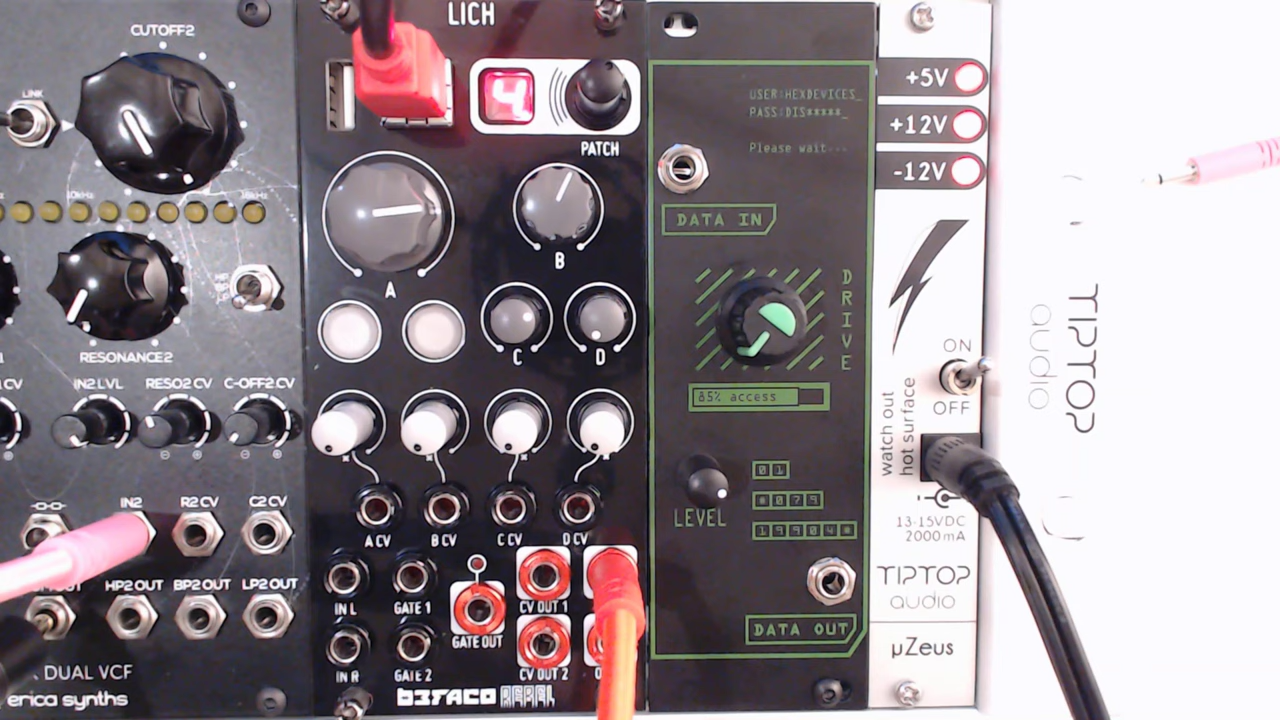 CUTOFF2
LINK
10kHz
RESONANCE2
IN2 LVL
RESO2 CV
C-OFF2 CV
IN2
R2 CV
C2 CV
HP2 OUT
BP2 OUT
LP2 OUT
DUAL VCF
erica synths
LICH
4
PATCH
A
B
C
D
A CV
B CV
C CV
D CV
IN L
GATE 1
GATE OUT
CV OUT 1
IN R
GATE 2
CV OUT 2
BEFACO REBEL
USER:HEXDEVICES_
PASS:DIS*****_
Please wait---
DATA IN
DRIVE
85% access
LEVEL
01
*079
19904*
DATA OUT
+5V
+12V
-12V
ON
OFF
watch out
hot surface
13-15VDC
2000mA
TIPTOP
audio
µZeus
TIPTOP
audio